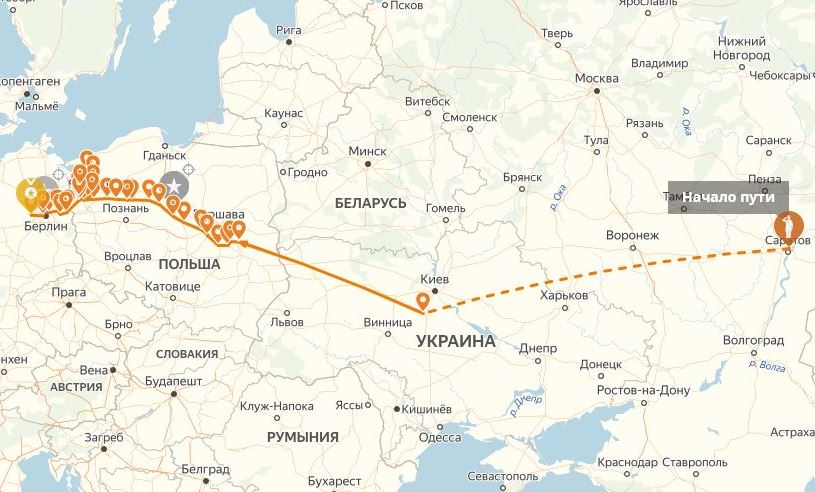 Псков
Ярославль
Рига
Тверь
Нижний
Новгород
Владимир
Чебоксары
Москва
Копенгаген
Мальмё
Каунас
Витебск
Смоленск
Рязань
р. Ока
Тула
Саранск
Гданьск
Минск
Гродно
Брянск
Пенза
Начало пути
БЕЛАРУСЬ
Гомель
р. Ока
Познань
Берлин
Воронеж
Саратов
Вроцлав
ПОЛЬША
Катовице
Киев
Харьков
Прага
Львов
Винница
УКРАИНА
Брно
СЛОВАКИЯ
Днепр
Волгоград
р. Волга
Вена
АВСТРИЯ
Будапешт
Донецк
Ростов-на-Дону
р. Днепр
Клуж-Напока
Яссы
Кишинёв
Загреб
РУМЫНИЯ
Одесса
Астраха
Белград
Бухарест
Севастополь
Краснодар
Ставрополь